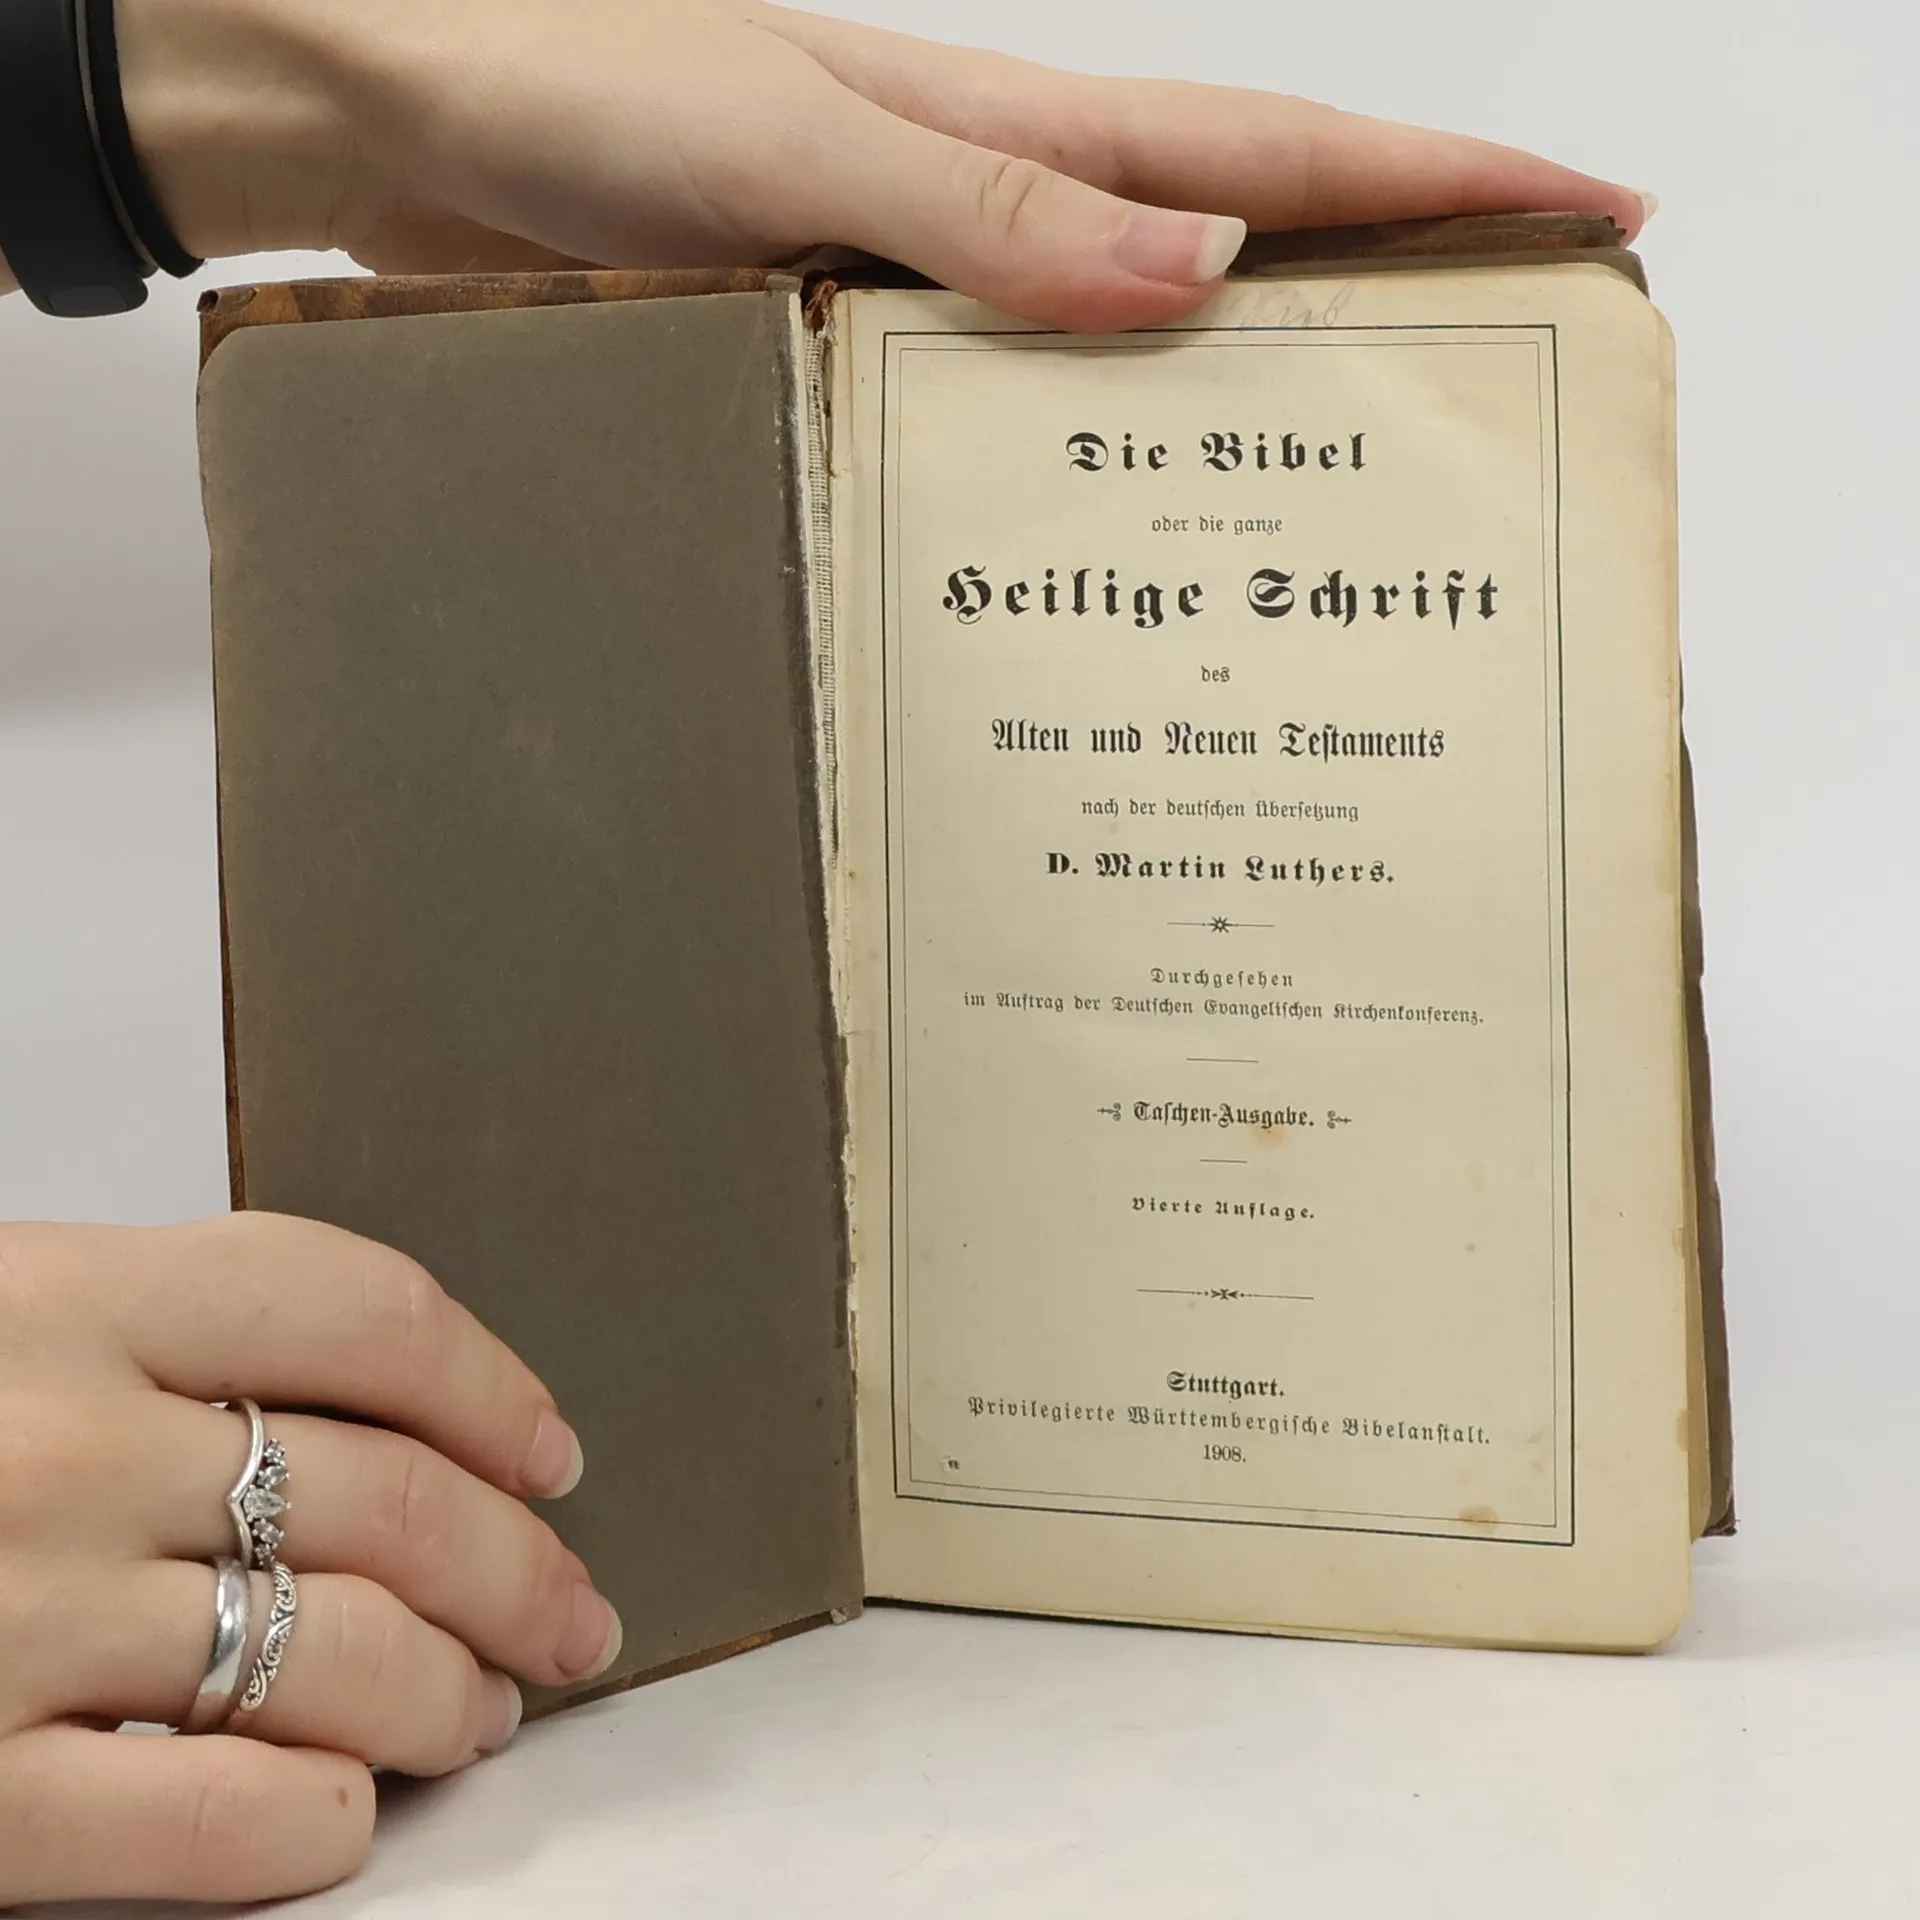 Die Bibel
oder die ganze
Heilige Schrift
des
Alten und Neuen Teſtaments
nach der deutſchen Überſetzung
D. Martin Luthers.
Durchgeſehen
im Auftrag der Deutſchen Evangeliſchen Kirchenkonferenz.
Taſchen-Ausgabe.
Vierte Auflage.
Stuttgart.
Privilegierte Württembergiſche Bibelanſtalt.
1908.